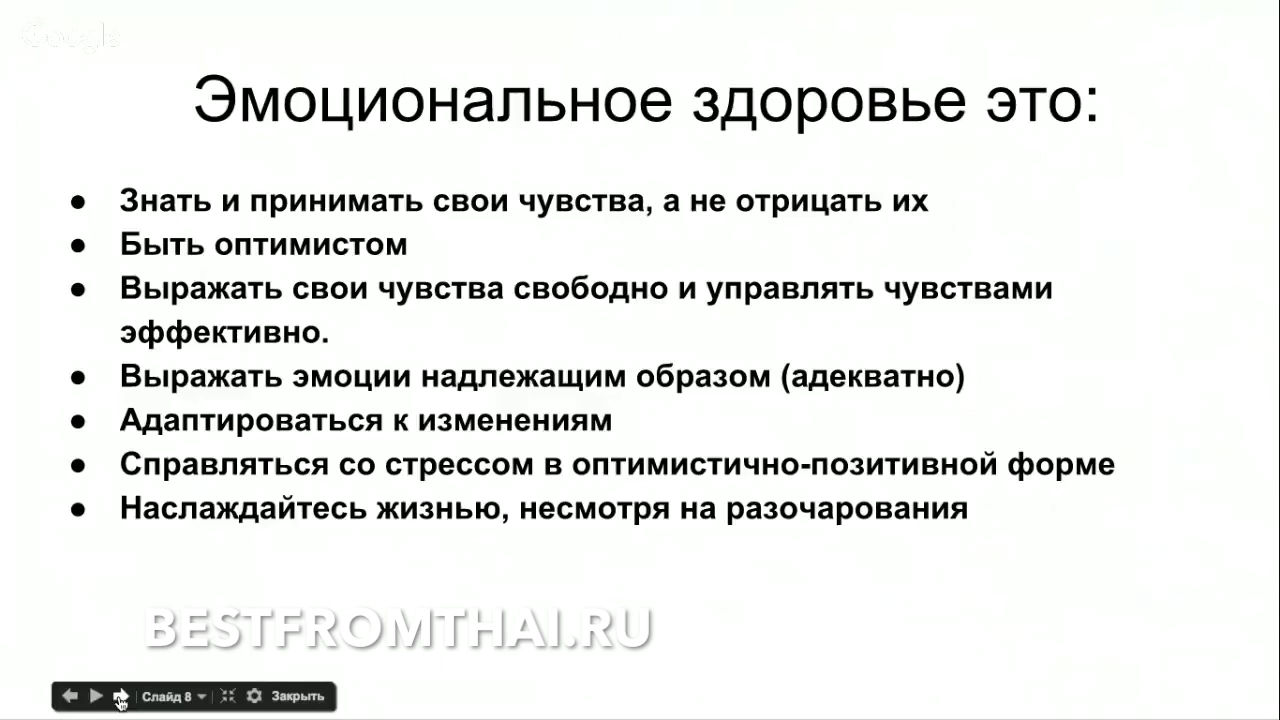 Google
Эмоциональное здоровье это:
● Знать и принимать свои чувства, а не отрицать их
● Быть оптимистом
● Выражать свои чувства свободно и управлять чувствами
эффективно.
● Выражать эмоции надлежащим образом (адекватно)
● Адаптироваться к изменениям
● Справляться со стрессом в оптимистично-позитивной форме
● Наслаждайтесь жизнью, несмотря на разочарования
BESTFROMTHAI.RU
Слайд 8 Закрыть